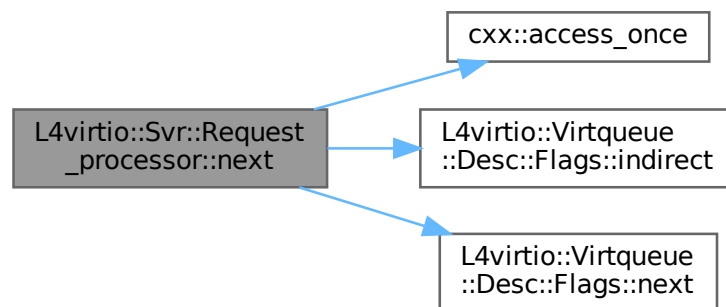 L4virtio::Svr::Request
_processor::next
cxx::access_once
L4virtio::Virtqueue
::Desc::Flags::indirect
L4virtio::Virtqueue
::Desc::Flags::next